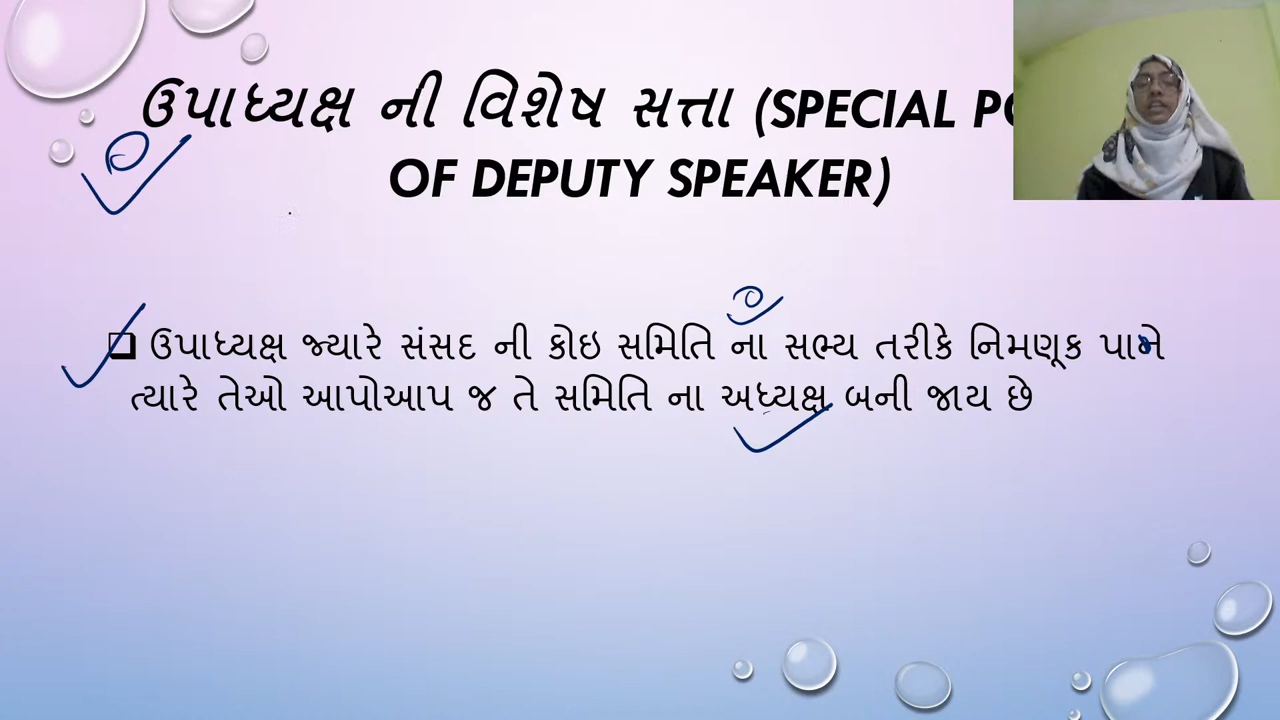 ઉપાધ્યક્ષ ની વિશેષ સત્તા (SPECIAL
OF DEPUTY SPEAKER)
❑ ઉપાધ્યક્ષ જ્યારે સંસદ ની કોઇ સમિતિ ના સભ્ય તરીકે નિમણૂક પામે
ત્યારે તેઓ આપોઆપ જ તે સમિતિ ના અધ્યક્ષ બની જાય છે